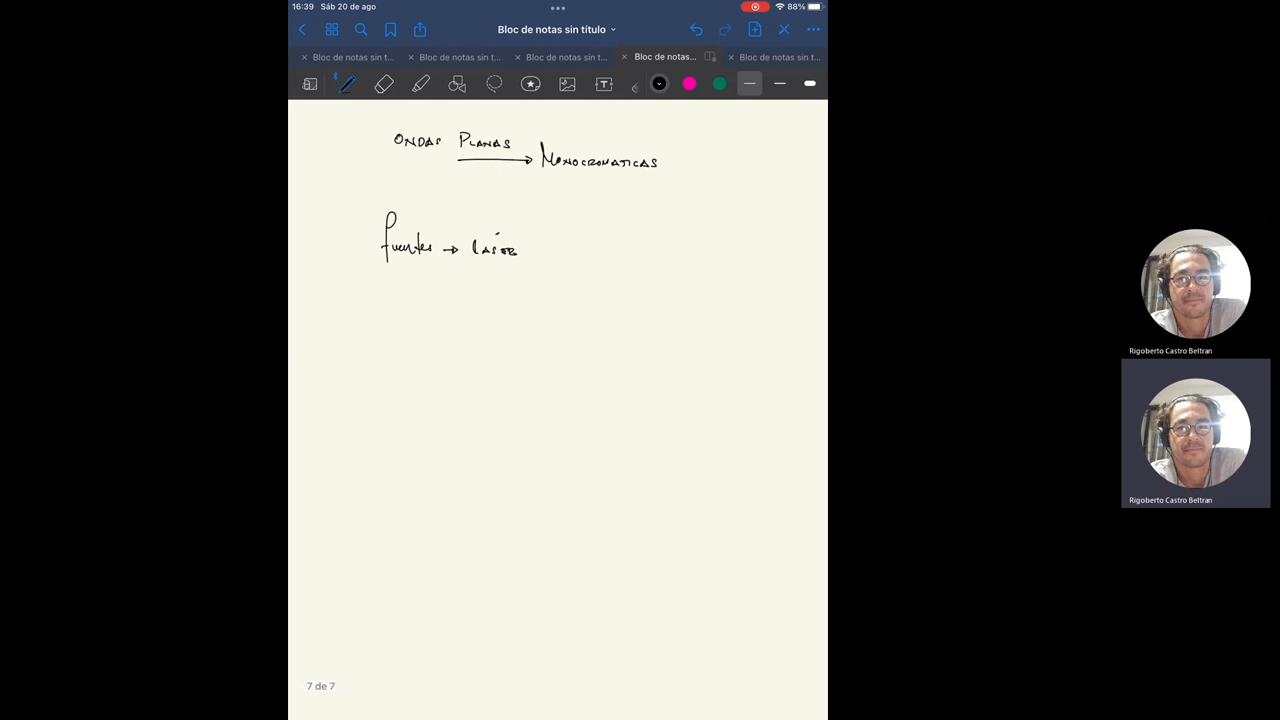 16:39 Sáb 20 de ago 88%
Bloc de notas sin título
Bloc de notas sin t... Bloc de notas sin t... Bloc de notas sin t... Bloc de notas... Bloc de notas sin t...
ONDAS PLANAS
→ MONOCROMATICAS
fuentes → LÁSER
7 de 7
Rigoberto Castro Beltran
Rigoberto Castro Beltran